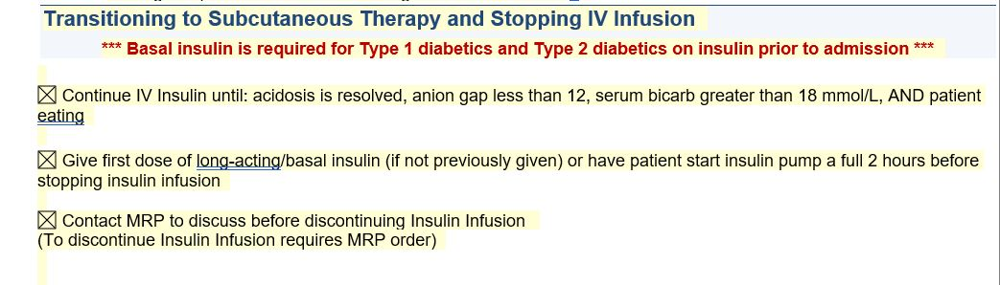 Transitioning to Subcutaneous Therapy and Stopping IV Infusion
*** Basal insulin is required for Type 1 diabetics and Type 2 diabetics on insulin prior to admission ***
☒ Continue IV Insulin until: acidosis is resolved, anion gap less than 12, serum bicarb greater than 18 mmol/L, AND patient
eating
☒ Give first dose of long-acting/basal insulin (if not previously given) or have patient start insulin pump a full 2 hours before
stopping insulin infusion
☒ Contact MRP to discuss before discontinuing Insulin Infusion
(To discontinue Insulin Infusion requires MRP order)